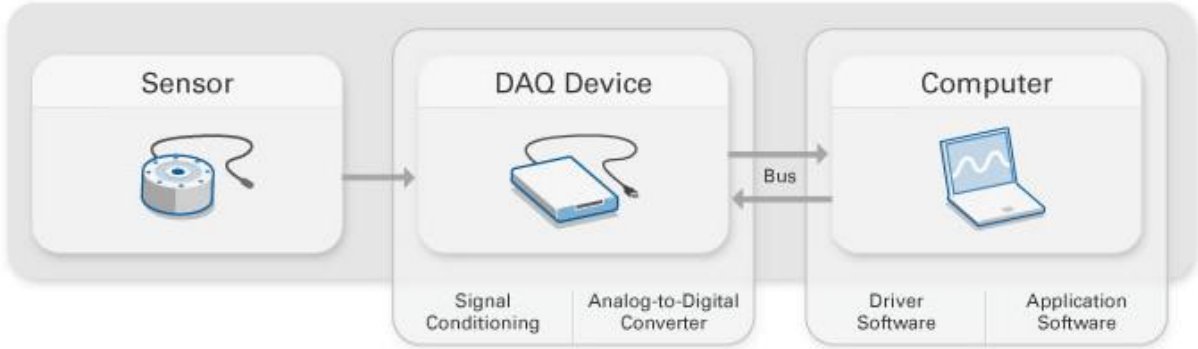 Sensor
DAQ Device
Computer
Bus
Signal
Conditioning
Analog-to-Digital
Converter
Driver
Software
Application
Software